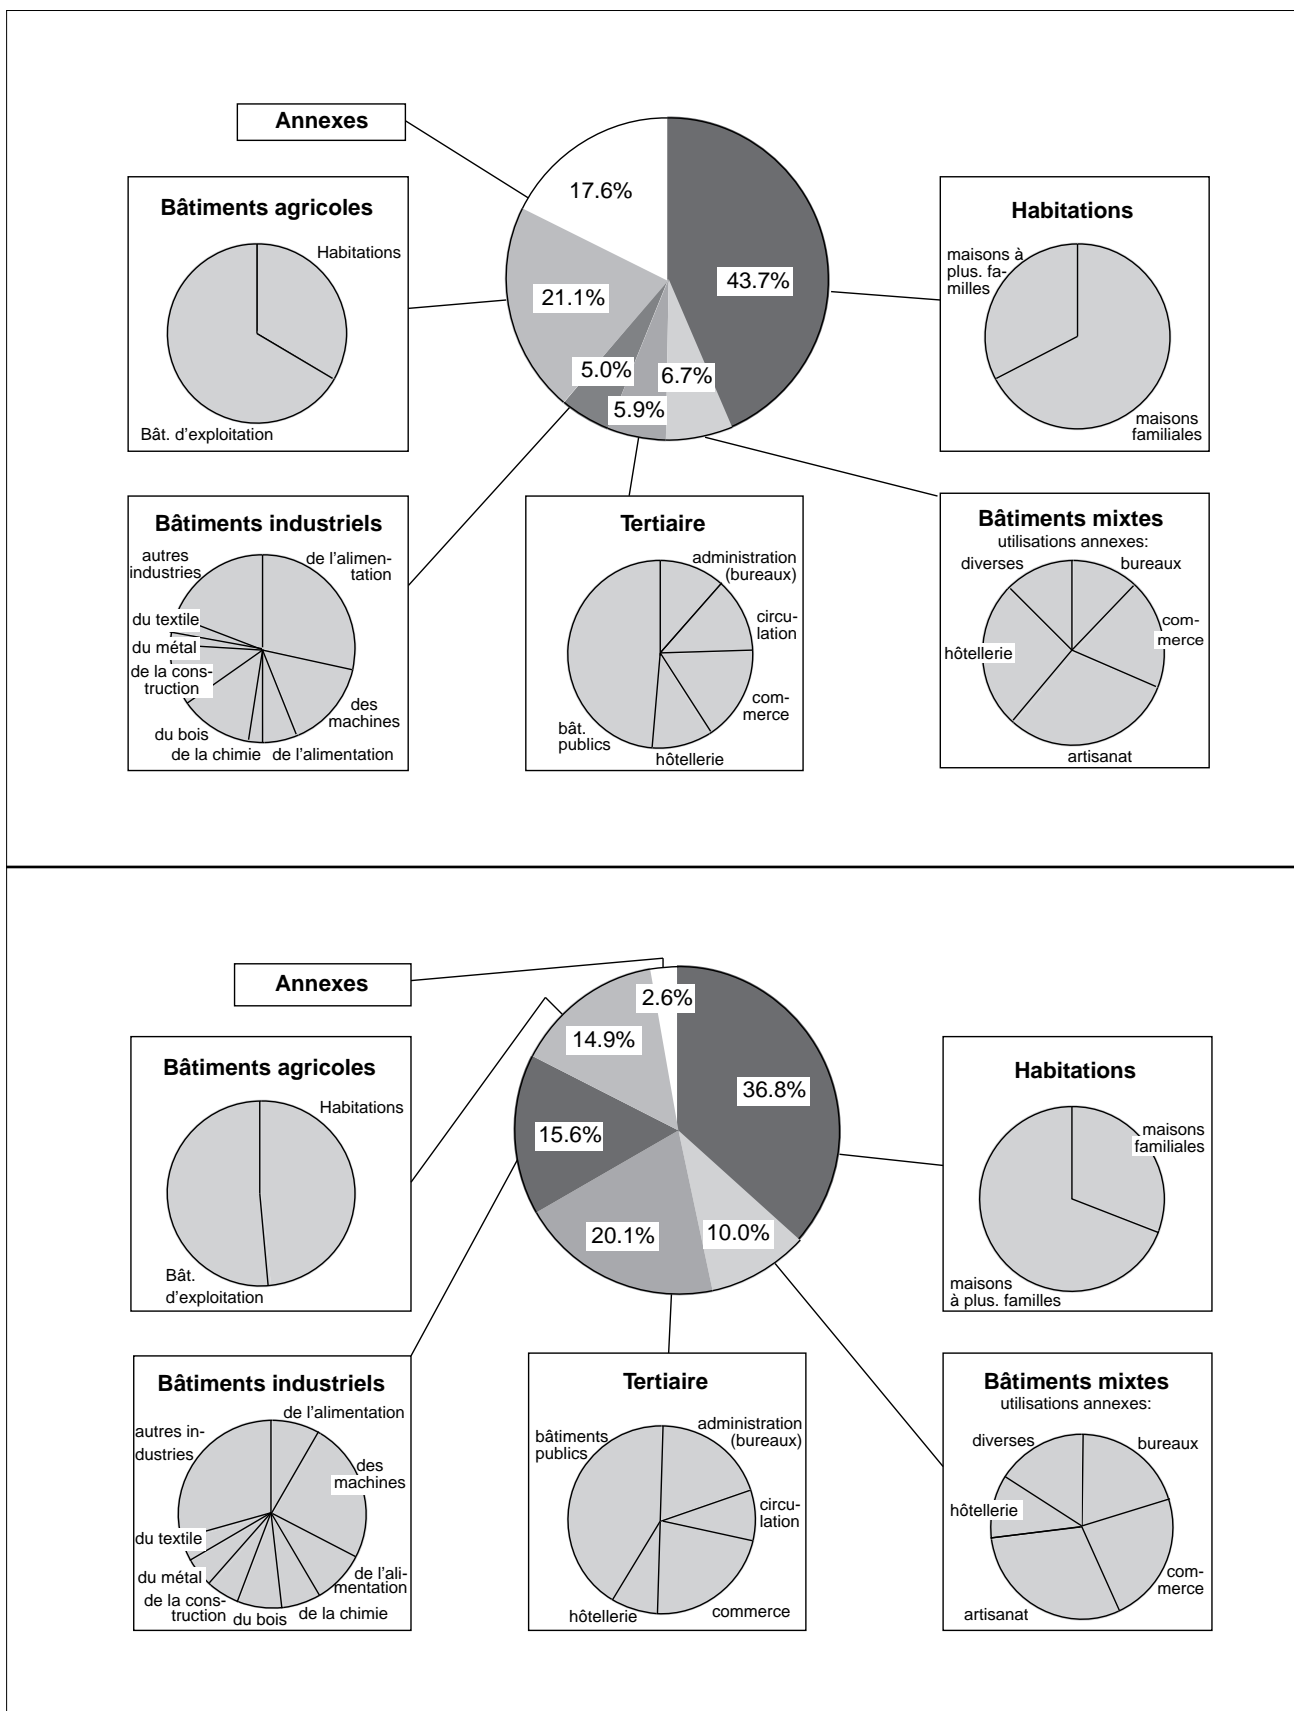 Annexes
17.6%
43.7%
21.1%
5.0%
6.7%
5.9%
Bâtiments agricoles
Habitations
Bât. d'exploitation
Habitations
maisons à
plus. fa-
milles
maisons
familiales
Bâtiments industriels
autres
industries
de l'alimen-
tation
du textile
du métal
de la cons-
truction
des
machines
du bois
de la chimie
de l'alimentation
Tertiaire
administration
(bureaux)
circu-
lation
com-
merce
bât.
publics
hôtellerie
Bâtiments mixtes
utilisations annexes:
diverses
bureaux
com-
merce
hôtellerie
artisanat
Annexes
2.6%
14.9%
36.8%
15.6%
20.1%
10.0%
Bâtiments agricoles
Habitations
Bât.
d'exploitation
Habitations
maisons
familiales
maisons
à plus. familles
Bâtiments industriels
de l'alimentation
autres in-
dustries
des
machines
du textile
du métal
de l'ali-
mentation
de la cons-
truction
du bois
de la chimie
Tertiaire
bâtiments
publics
administration
(bureaux)
circu-
lation
hôtellerie
commerce
Bâtiments mixtes
utilisations annexes:
diverses
bureaux
hôtellerie
com-
merce
artisanat